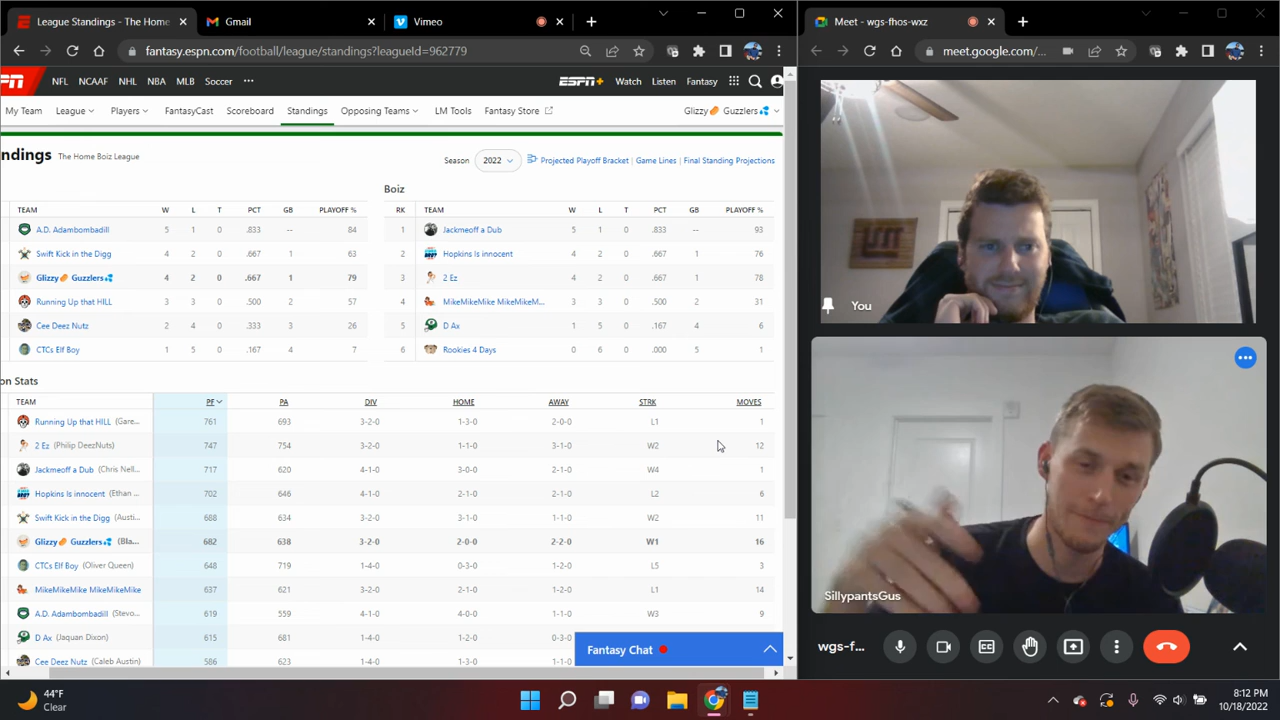 League Standings - The Home
Gmail
Vimeo
fantasy.espn.com/football/league/standings?leagueId=962779
NFL NCAAF NHL NBA MLB Soccer ••• ESPN+ Watch Listen Fantasy
My Team League Players FantasyCast Scoreboard Standings Opposing Teams LM Tools Fantasy Store Glizzy🌭 Guzzlers💦
ndings The Home Boiz League
Season 2022 Projected Playoff Bracket | Game Lines | Final Standing Projections
TEAM W L T PCT GB PLAYOFF %
A.D. Adambombadill 5 1 0 .833 -- 84
Swift Kick in the Digg 4 2 0 .667 1 63
Glizzy🌭 Guzzlers💦 4 2 0 .667 1 79
Running Up that HILL 3 3 0 .500 2 57
Cee Deez Nutz 2 4 0 .333 3 26
CTCs Elf Boy 1 5 0 .167 4 7
Boiz
RK TEAM W L T PCT GB PLAYOFF %
1 Jackmeoff a Dub 5 1 0 .833 -- 93
2 Hopkins Is innocent 4 2 0 .667 1 76
3 2 Ez 4 2 0 .667 1 78
4 MikeMikeMike MikeMikeM... 3 3 0 .500 2 31
5 D Ax 1 5 0 .167 4 6
6 Rookies 4 Days 0 6 0 .000 5 1
on Stats
TEAM PF PA DIV HOME AWAY STRK MOVES
Running Up that HILL (Gare... 761 693 3-2-0 1-3-0 2-0-0 L1 1
2 Ez (Philip DeezNuts) 747 754 3-2-0 1-1-0 3-1-0 W2 12
Jackmeoff a Dub (Chris Nell... 717 620 4-1-0 3-0-0 2-1-0 W4 1
Hopkins Is innocent (Ethan ... 702 646 4-1-0 2-1-0 2-1-0 L2 6
Swift Kick in the Digg (Austi... 688 634 3-2-0 3-1-0 1-1-0 W2 11
Glizzy🌭 Guzzlers💦 (Bla... 682 638 3-2-0 2-0-0 2-2-0 W1 16
CTCs Elf Boy (Oliver Queen) 648 719 1-4-0 0-3-0 1-2-0 L5 3
MikeMikeMike MikeMikeMike 637 621 2-3-0 2-1-0 1-2-0 L1 14
A.D. Adambombadill (Stevo... 619 559 4-1-0 4-0-0 1-1-0 W3 9
D Ax (Jaquan Dixon) 615 681 1-4-0 1-2-0 0-3-0
Cee Deez Nutz (Caleb Austin) 586 623 1-4-0 1-3-0
Fantasy Chat
Meet - wgs-fhos-wxz
meet.google.com/...
You
SillypantsGus
wgs-f...
44°F
Clear
8:12 PM
10/18/2022